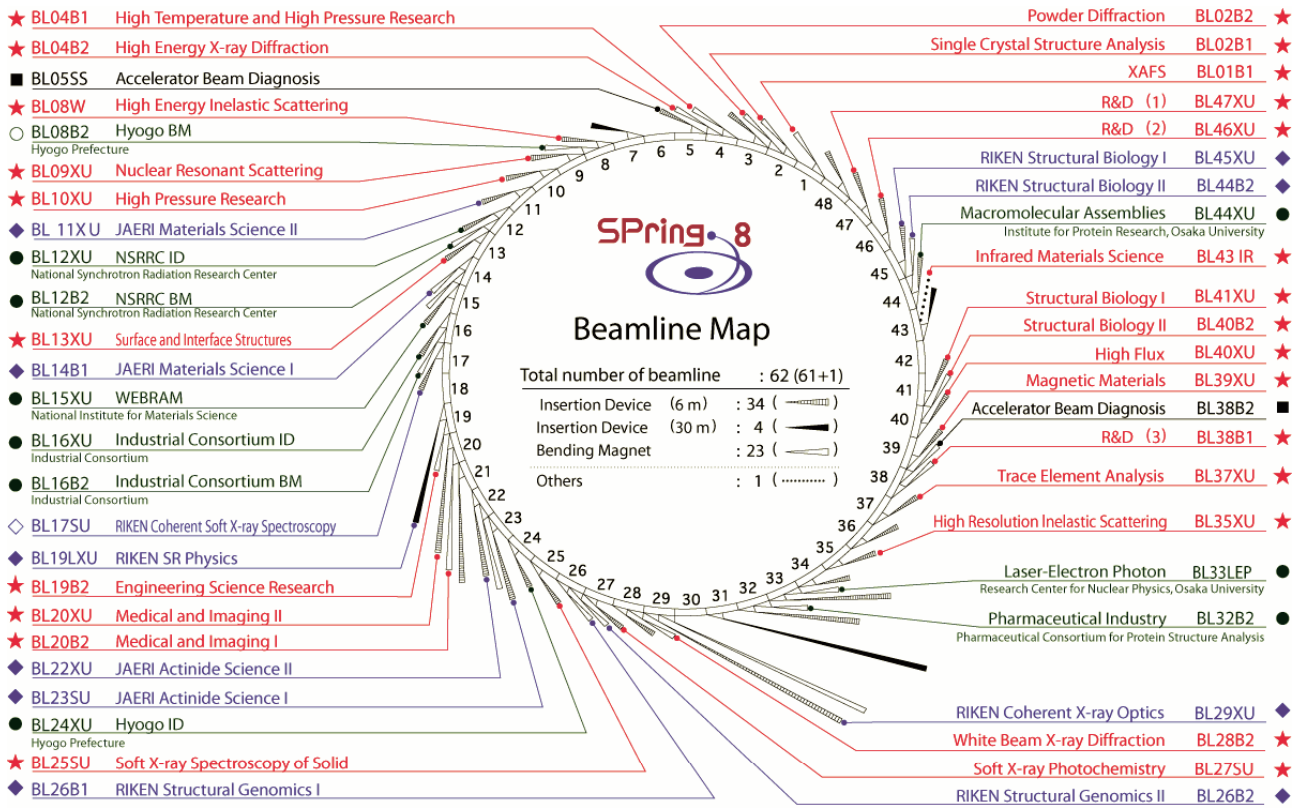 BL04B1 High Temperature and High Pressure Research
BL04B2 High Energy X-ray Diffraction
BL05SS Accelerator Beam Diagnosis
BL08W High Energy Inelastic Scattering
BL08B2 Hyogo BM
Hyogo Prefecture
BL09XU Nuclear Resonant Scattering
BL10XU High Pressure Research
BL 11X U JAERI Materials Science II
BL12XU NSRRC ID
National Synchrotron Radiation Research Center
BL12B2 NSRRC BM
National Synchrotron Radiation Research Center
BL13XU Surface and Interface Structures
BL14B1 JAERI Materials Science I
BL15XU WEBRAM
National Institute for Materials Science
BL16XU Industrial Consortium ID
Industrial Consortium
BL16B2 Industrial Consortium BM
Industrial Consortium
BL17SU RIKEN Coherent Soft X-ray Spectroscopy
BL19LXU RIKEN SR Physics
BL19B2 Engineering Science Research
BL20XU Medical and Imaging II
BL20B2 Medical and Imaging I
BL22XU JAERI Actinide Science II
BL23SU JAERI Actinide Science I
BL24XU Hyogo ID
Hyogo Prefecture
BL25SU Soft X-ray Spectroscopy of Solid
BL26B1 RIKEN Structural Genomics I
1
2
3
4
5
6
7
8
9
10
11
12
13
14
15
16
17
18
19
20
21
22
23
24
25
26
27
28
29
30
31
32
33
34
35
36
37
38
39
40
41
42
43
44
45
46
47
48
SPring 8
Beamline Map
Total number of beamline : 62 (61+1)
Insertion Device (6 m) : 34 ( )
Insertion Device (30 m) : 4 ( )
Bending Magnet : 23 ( )
Others : 1 ( )
Powder Diffraction BL02B2
Single Crystal Structure Analysis BL02B1
XAFS BL01B1
R&D (1) BL47XU
R&D (2) BL46XU
RIKEN Structural Biology I BL45XU
RIKEN Structural Biology II BL44B2
Macromolecular Assemblies BL44XU
Institute for Protein Research, Osaka University
Infrared Materials Science BL43 IR
Structural Biology I BL41XU
Structural Biology II BL40B2
High Flux BL40XU
Magnetic Materials BL39XU
Accelerator Beam Diagnosis BL38B2
R&D (3) BL38B1
Trace Element Analysis BL37XU
High Resolution Inelastic Scattering BL35XU
Laser-Electron Photon BL33LEP
Research Center for Nuclear Physics, Osaka University
Pharmaceutical Industry BL32B2
Pharmaceutical Consortium for Protein Structure Analysis
RIKEN Coherent X-ray Optics BL29XU
White Beam X-ray Diffraction BL28B2
Soft X-ray Photochemistry BL27SU
RIKEN Structural Genomics II BL26B2